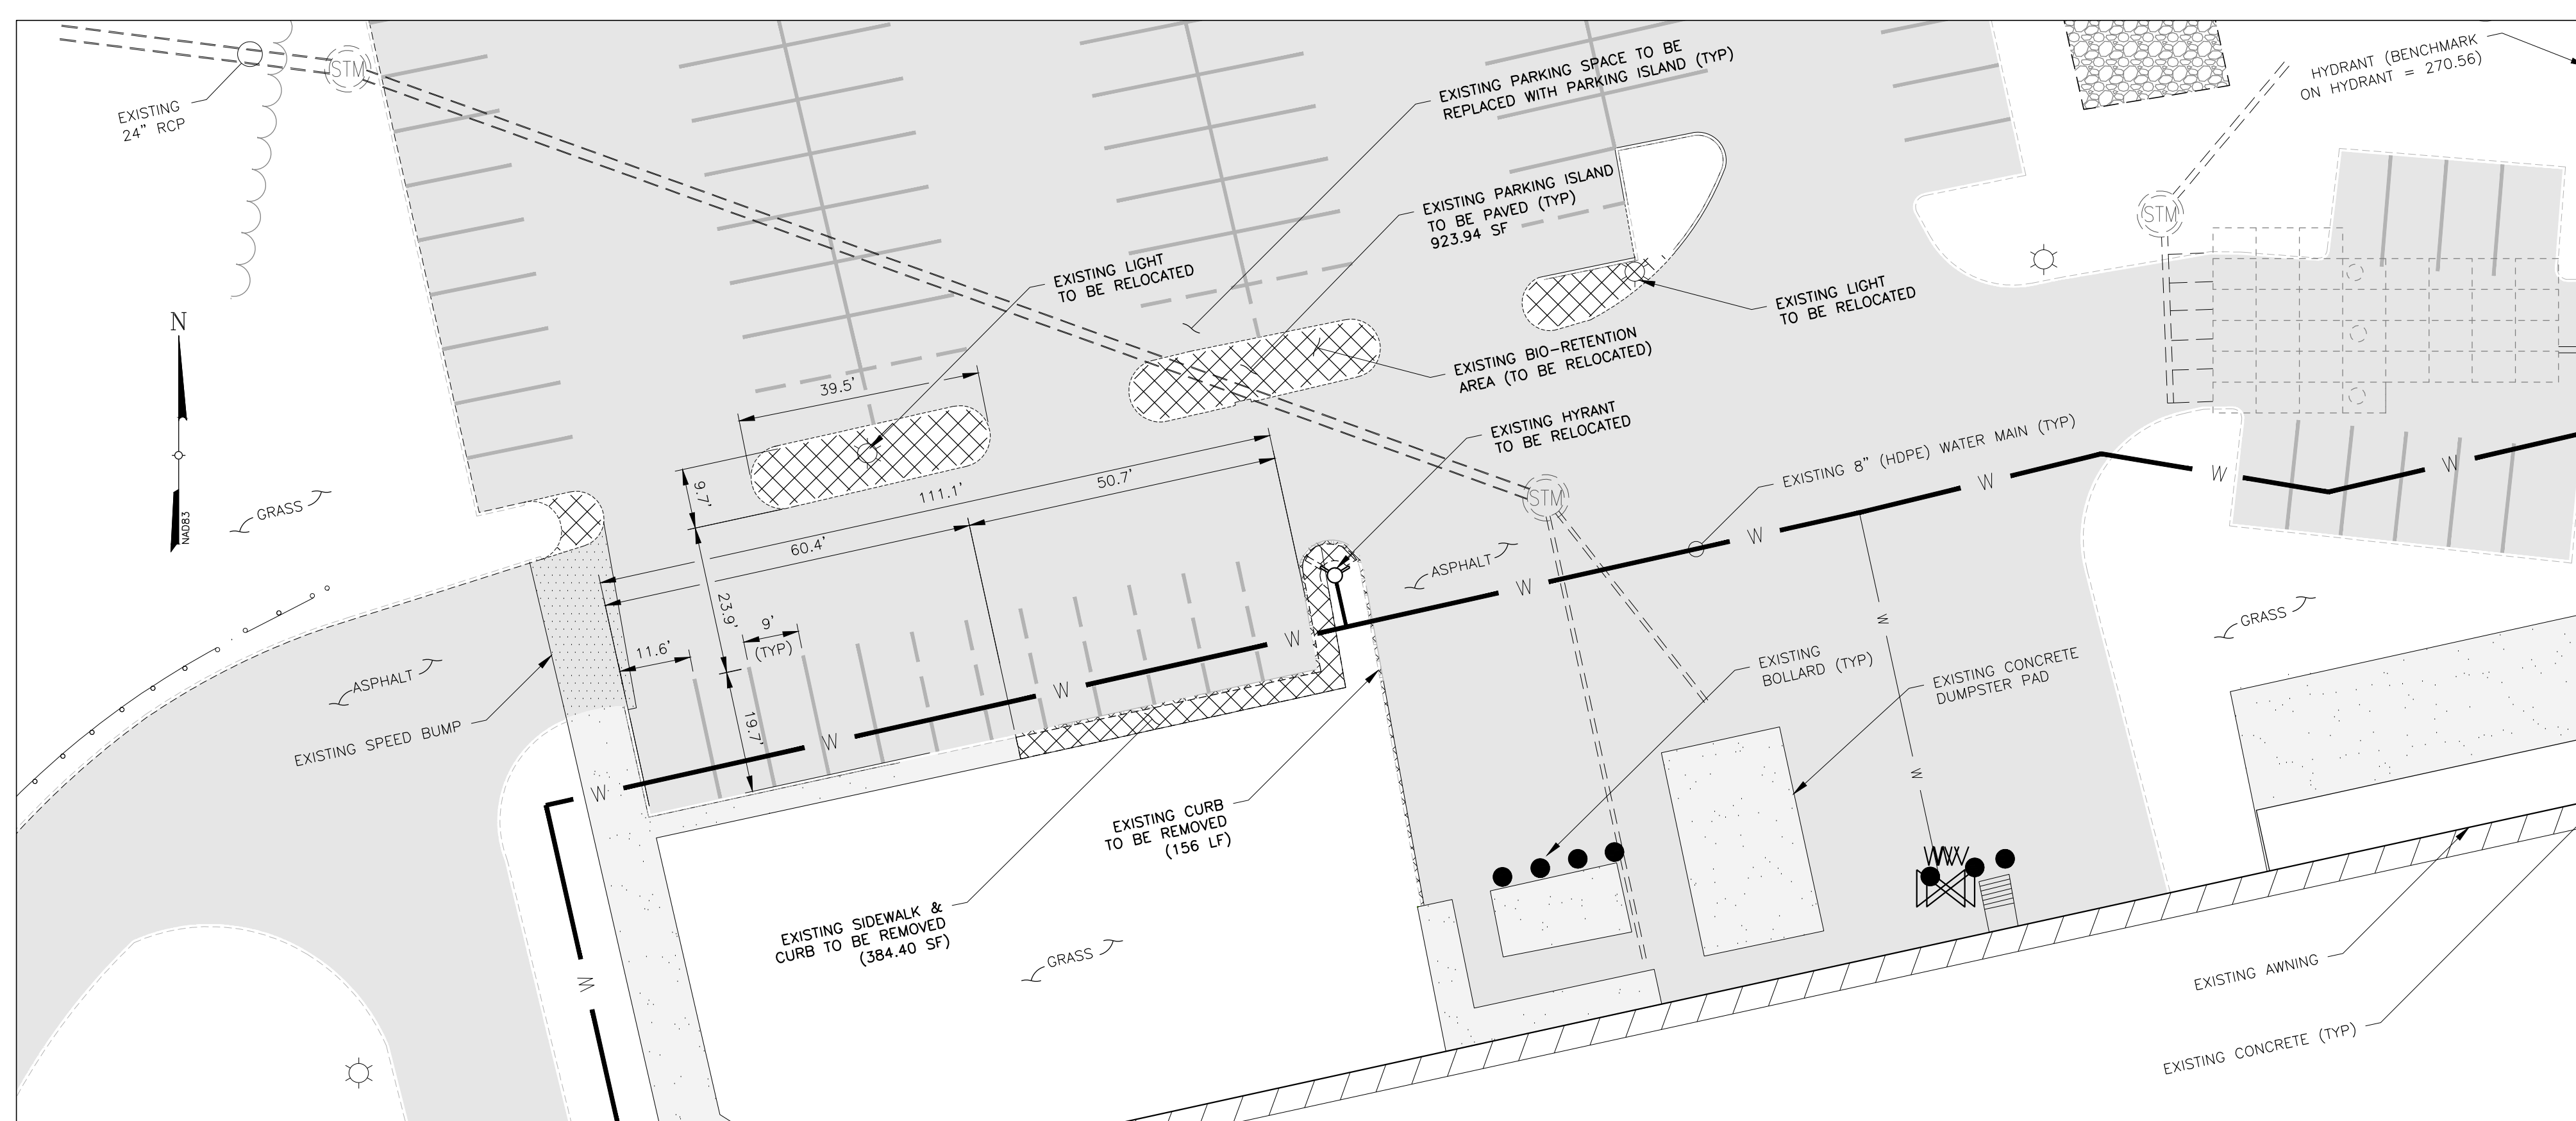 EXISTING PARKING SPACE TO BE
REPLACED WITH PARKING ISLAND (TYP)
HYDRANT (BENCHMARK
ON HYDRANT = 270.56)
STM
EXISTING
24" RCP
EXISTING PARKING ISLAND
TO BE PAVED (TYP)
923.94 SF
STM
EXISTING LIGHT
TO BE RELOCATED
EXISTING LIGHT
TO BE RELOCATED
N
NAD83
EXISTING BIO-RETENTION
AREA (TO BE RELOCATED)
39.5'
EXISTING HYRANT
TO BE RELOCATED
EXISTING 8" (HDPE) WATER MAIN (TYP)
W
W
W
W
W
W
W
W
W
W
STM
9.7'
111.1'
50.7'
60.4'
GRASS
23.9'
9'
(TYP)
11.6'
19.7'
ASPHALT
ASPHALT
GRASS
W
W
EXISTING SPEED BUMP
EXISTING
BOLLARD (TYP)
EXISTING CONCRETE
DUMPSTER PAD
EXISTING CURB
TO BE REMOVED
(156 LF)
EXISTING SIDEWALK &
CURB TO BE REMOVED
(384.40 SF)
GRASS
EXISTING AWNING
EXISTING CONCRETE (TYP)